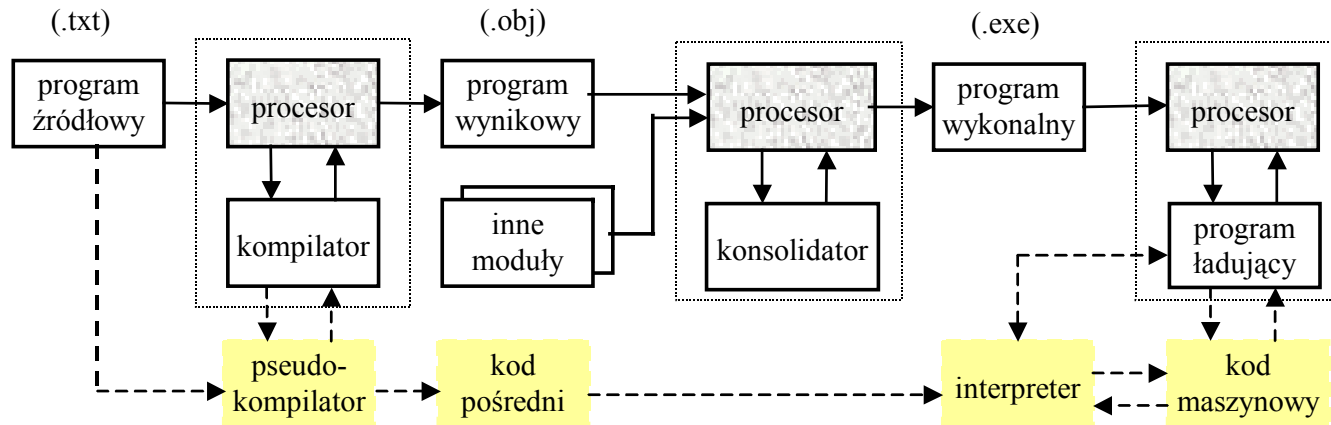 (.txt)
(.obj)
(.exe)
program
źródłowy
procesor
program
wynikowy
procesor
program
wykonalny
procesor
kompilator
inne
moduły
konsolidator
program
ładujący
pseudo-
kompilator
kod
pośredni
interpreter
kod
maszynowy